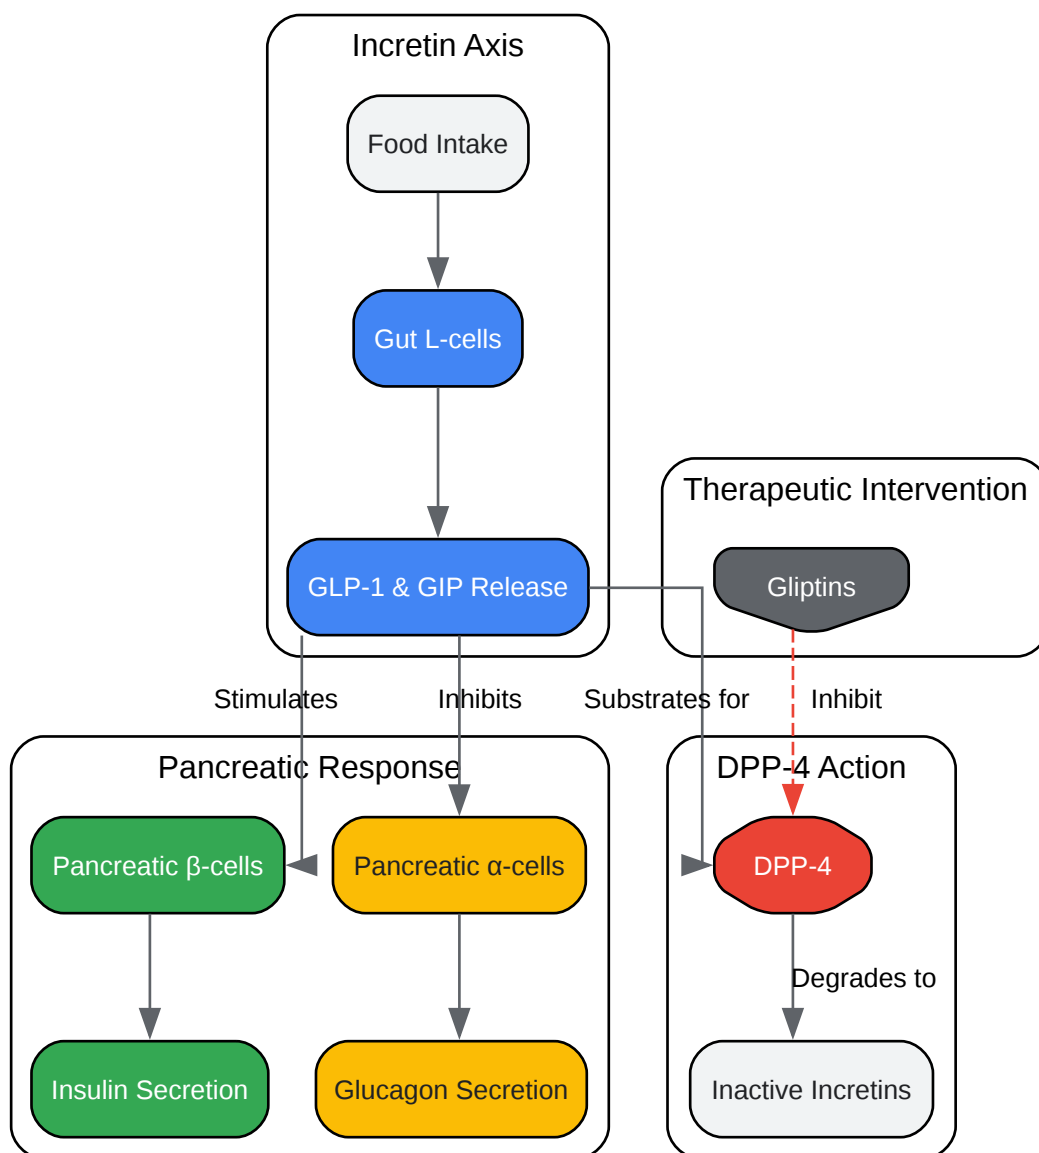 Incretin Axis
Food Intake
Gut L-cells
Therapeutic Intervention
GLP-1 & GIP Release
Gliptins
Stimulates
Inhibits
Substrates for
Inhibit
Pancreatic Response
DPP-4 Action
Pancreatic β-cells
Pancreatic α-cells
DPP-4
Degrades to
Insulin Secretion
Glucagon Secretion
Inactive Incretins